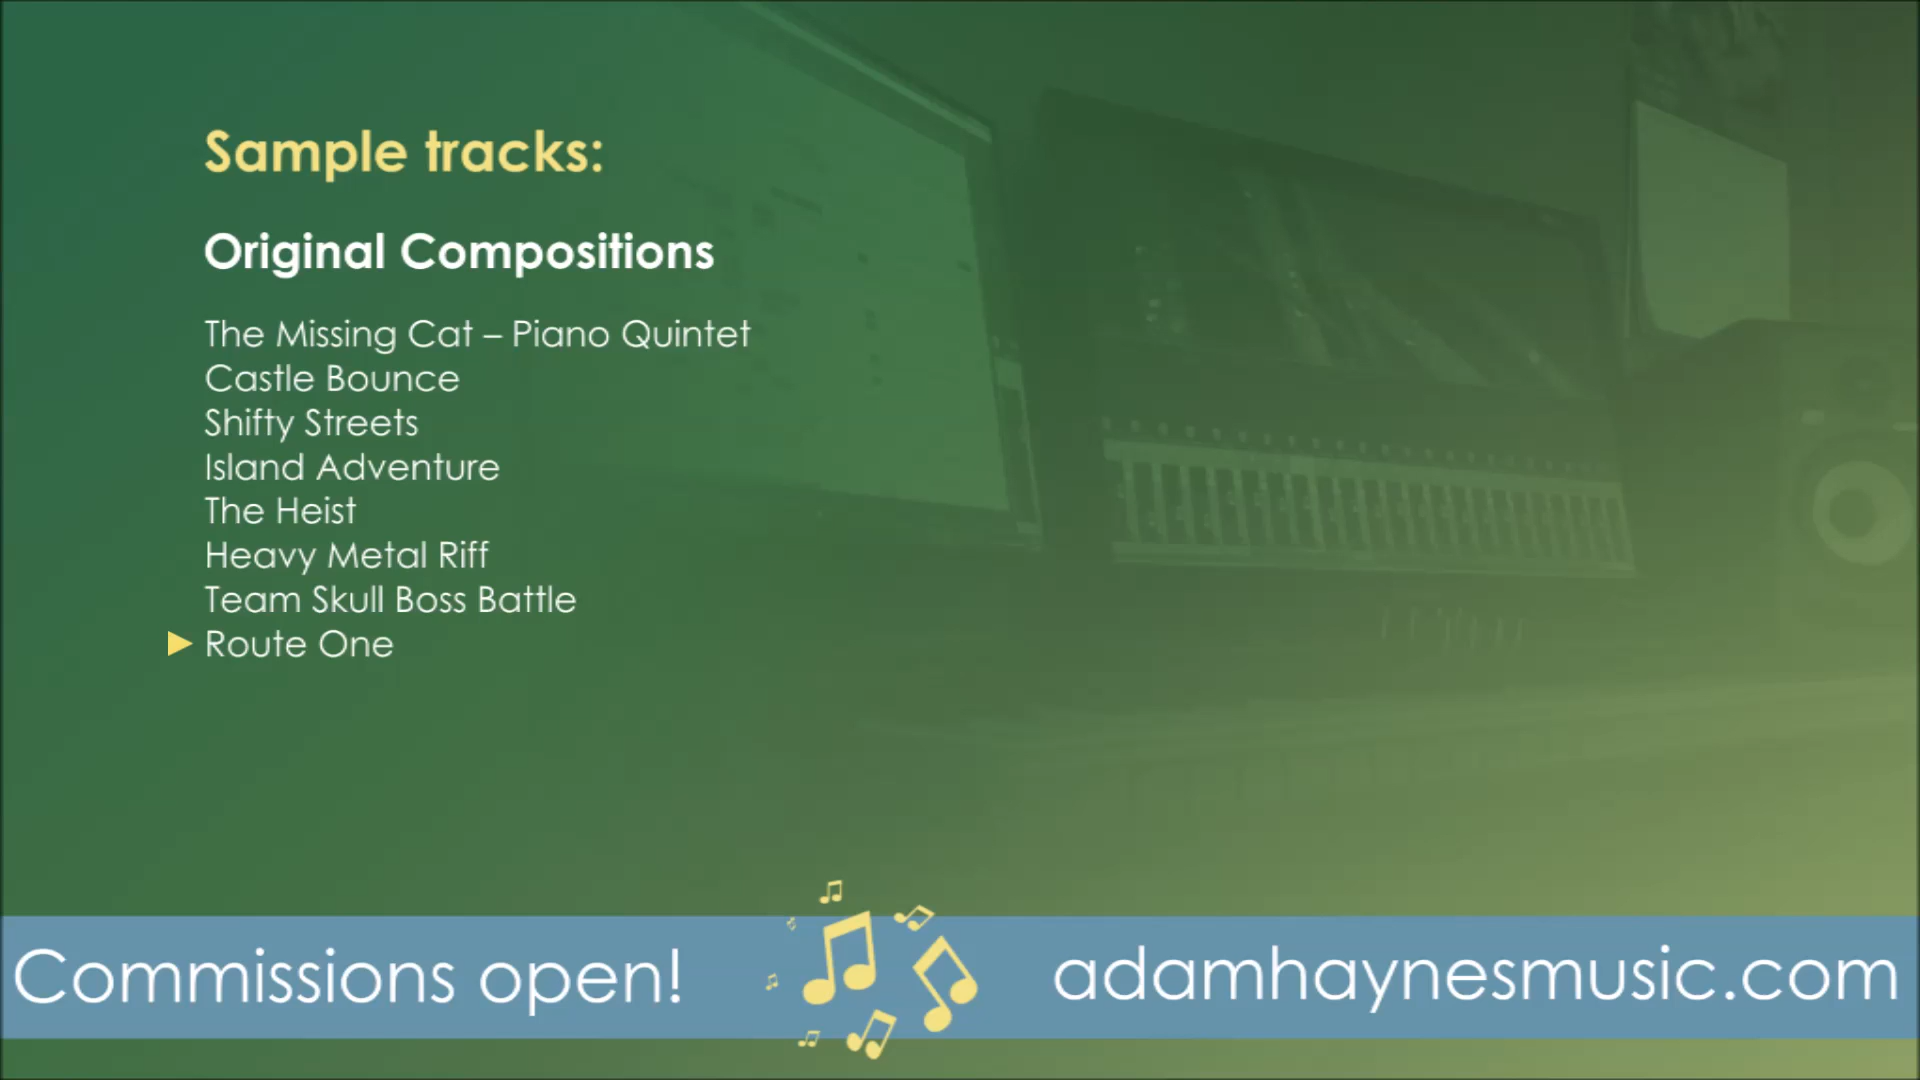 Sample tracks:
Original Compositions
The Missing Cat – Piano Quintet
Castle Bounce
Shifty Streets
Island Adventure
The Heist
Heavy Metal Riff
Team Skull Boss Battle
Route One
Commissions open!
adamhaynesmusic.com